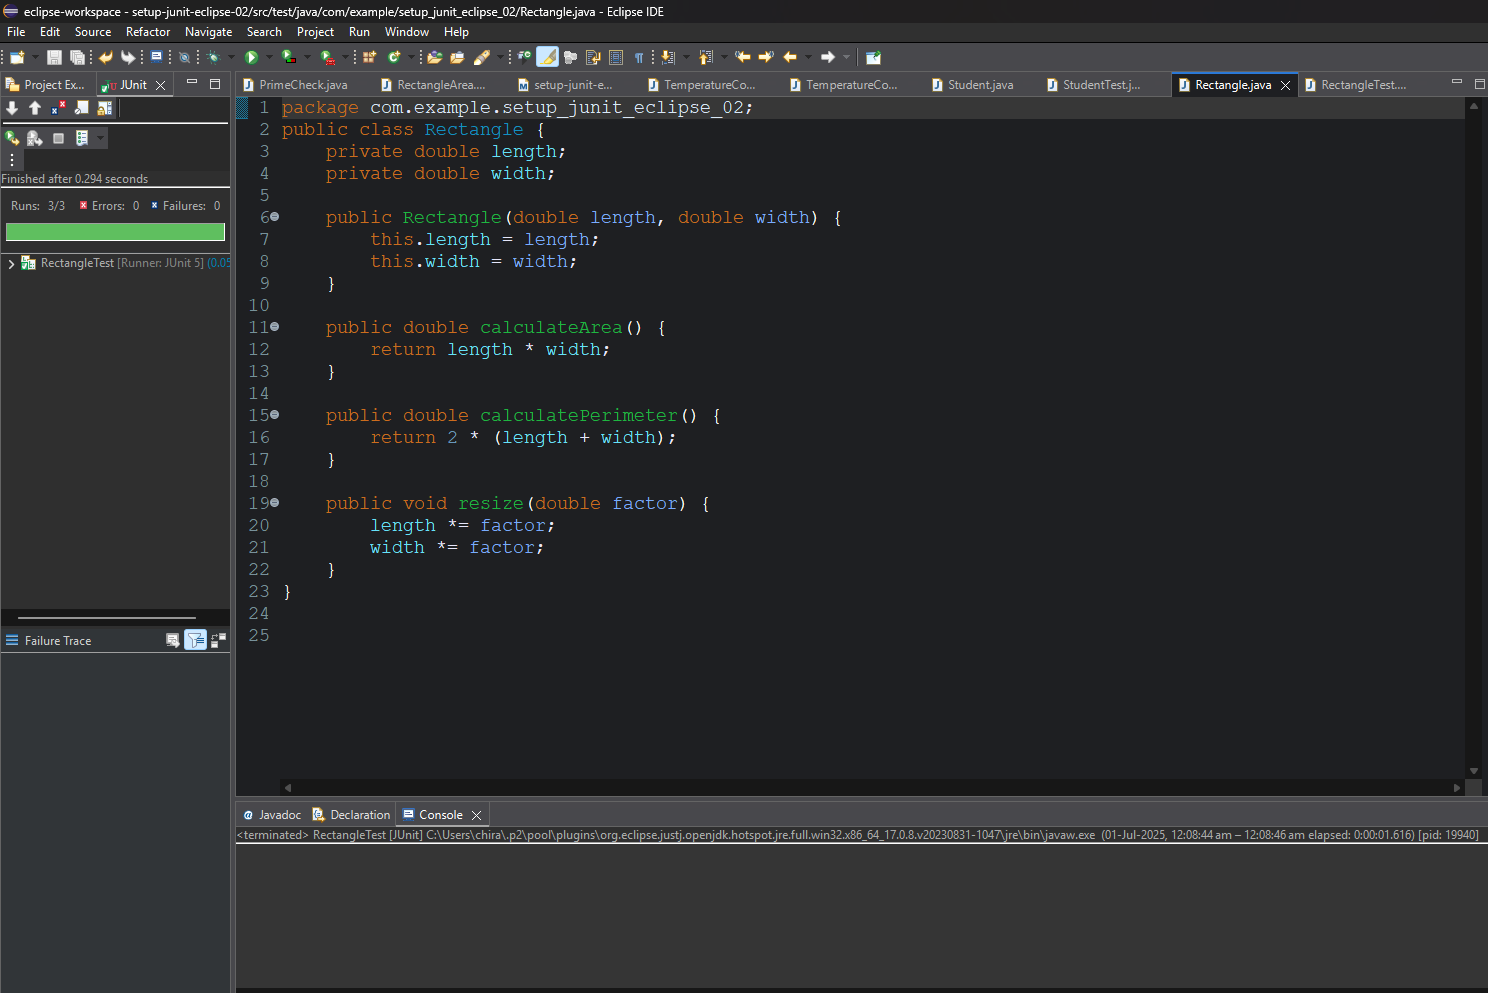 eclipse-workspace - setup-junit-eclipse-02/src/test/java/com/example/setup_junit_eclipse_02/Rectangle.java - Eclipse IDE
File Edit Source Refactor Navigate Search Project Run Window Help
Project Ex... JUnit
PrimeCheck.java RectangleArea.... setup-junit-e... TemperatureCo... TemperatureCo... Student.java StudentTest.j... Rectangle.java RectangleTest....
Finished after 0.294 seconds
Runs: 3/3 Errors: 0 Failures: 0
RectangleTest [Runner: JUnit 5] (0.05
Failure Trace
1 package com.example.setup_junit_eclipse_02;
2 public class Rectangle {
3 private double length;
4 private double width;
5
6 public Rectangle(double length, double width) {
7 this.length = length;
8 this.width = width;
9 }
10
11 public double calculateArea() {
12 return length * width;
13 }
14
15 public double calculatePerimeter() {
16 return 2 * (length + width);
17 }
18
19 public void resize(double factor) {
20 length *= factor;
21 width *= factor;
22 }
23 }
24
25
Javadoc Declaration Console
<terminated> RectangleTest [JUnit] C:\Users\chira\.p2\pool\plugins\org.eclipse.justj.openjdk.hotspot.jre.full.win32.x86_64_17.0.8.v20230831-1047\jre\bin\javaw.exe (01-Jul-2025, 12:08:44 am – 12:08:46 am elapsed: 0:00:01.616) [pid: 19940]